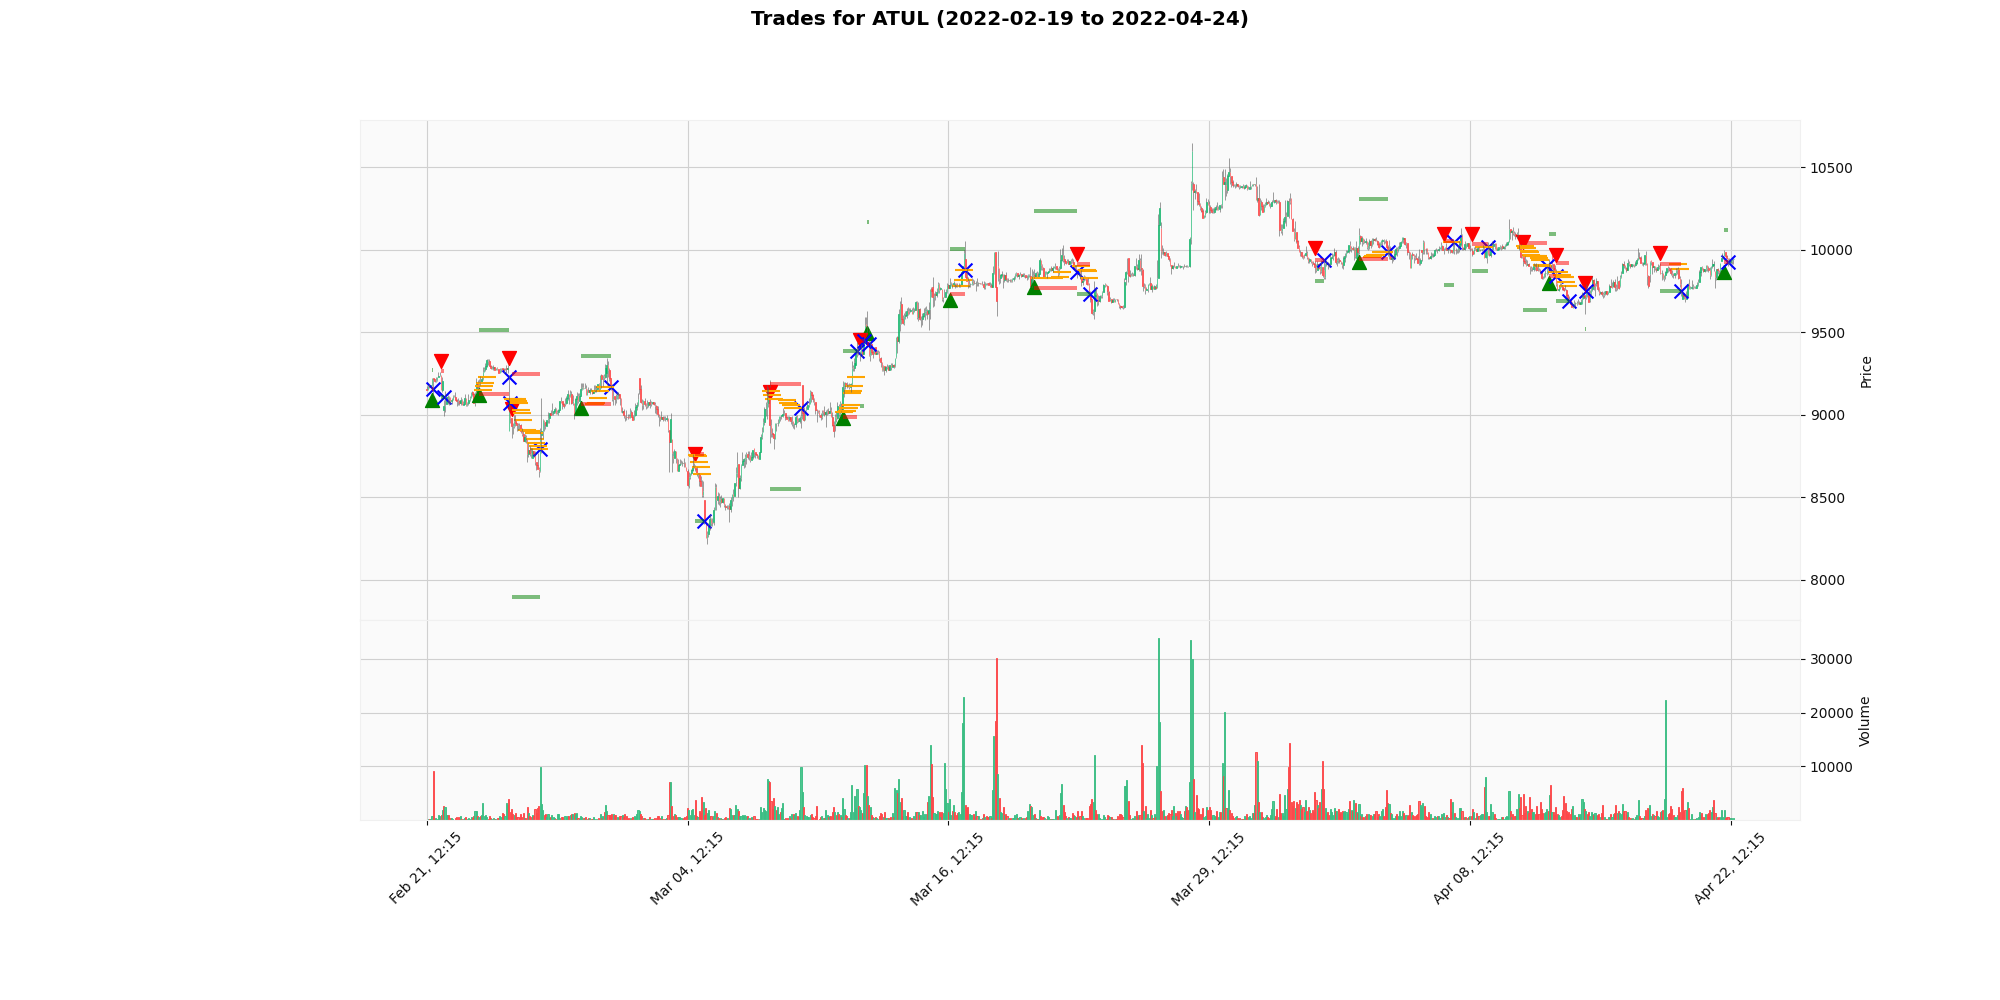 Trades for ATUL (2022-02-19 to 2022-04-24)
10500
10000
9500
9000
8500
8000
Price
30000
20000
10000
Volume
Feb 21, 12:15
Mar 04, 12:15
Mar 16, 12:15
Mar 29, 12:15
Apr 08, 12:15
Apr 22, 12:15